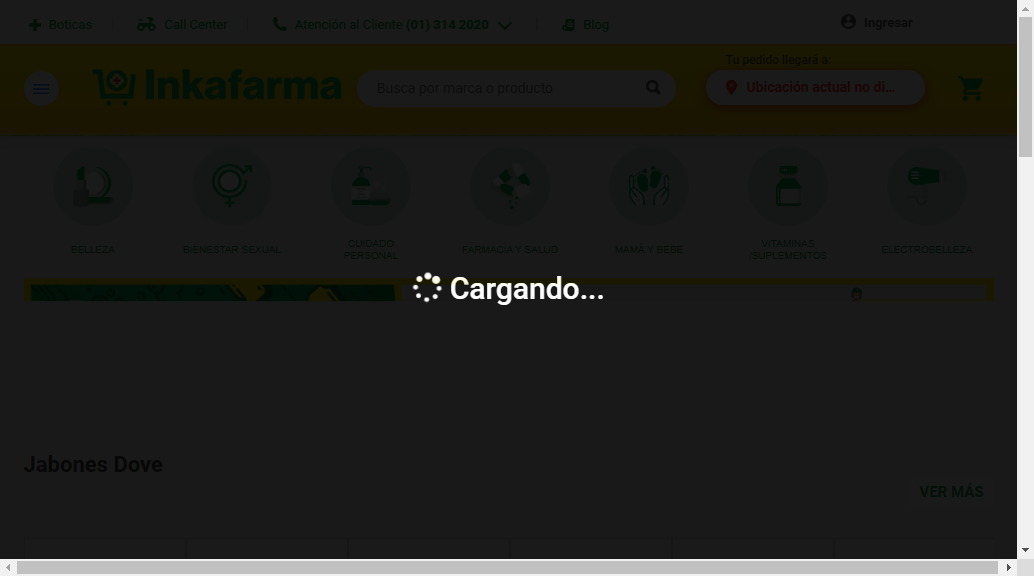 Boticas
Call Center
Atención al Cliente (01) 314 2020
Blog
Ingresar
Tu pedido llegará a:
Inkafarma
Busca por marca o producto
Ubicación actual no di...
BELLEZA
BIENESTAR SEXUAL
CUIDADO
PERSONAL
FARMACIA Y SALUD
MAMÁ Y BEBÉ
VITAMINAS
/SUPLEMENTOS
ELECTROBELLEZA
Cargando...
Jabones Dove
VER MÁS